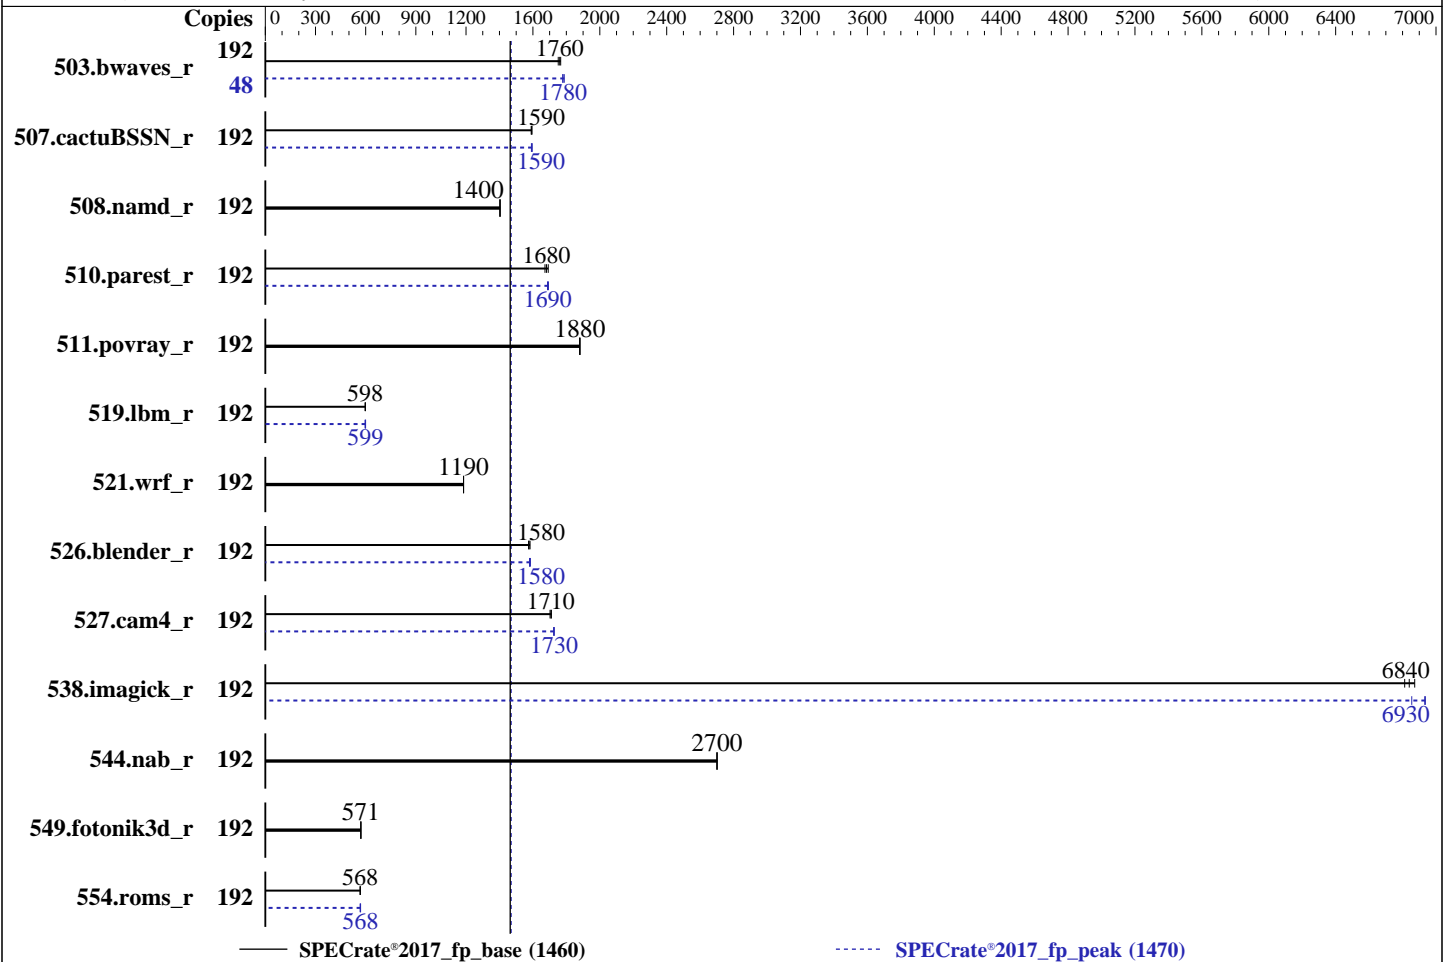 Copies 0 300 600 900 1200 1600 2000 2400 2800 3200 3600 4000 4400 4800 5200 5600 6000 6400 7000
503.bwaves_r 192 1760
48 1780
507.cactuBSSN_r 192 1590
1590
508.namd_r 192 1400
510.parest_r 192 1680
1690
511.povray_r 192 1880
519.lbm_r 192 598
599
521.wrf_r 192 1190
526.blender_r 192 1580
1580
527.cam4_r 192 1710
1730
538.imagick_r 192 6840
6930
544.nab_r 192 2700
549.fotonik3d_r 192 571
554.roms_r 192 568
568
SPECrate®2017_fp_base (1460) SPECrate®2017_fp_peak (1470)